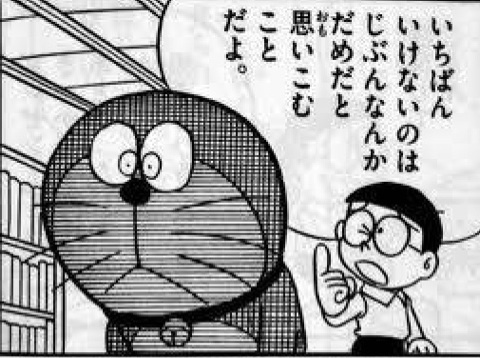 いちばん
いけないのは
じぶんなんか
だめだと
思いこむ
こと
だよ。